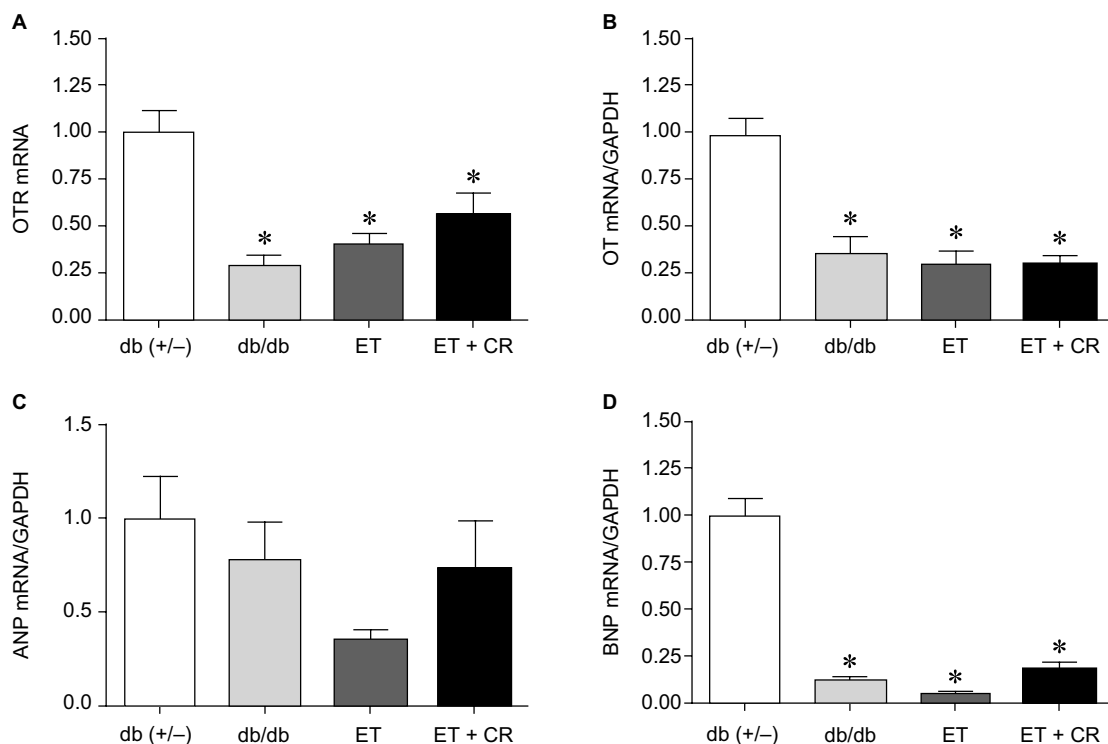 A
OTR mRNA
1.50
1.25
1.00
0.75
0.50
0.25
0.00
*
*
*
db (+/–) db/db ET ET + CR
B
OT mRNA/GAPDH
1.50
1.25
1.00
0.75
0.50
0.25
0.00
*
*
*
db (+/–) db/db ET ET + CR
C
ANP mRNA/GAPDH
1.5
1.0
0.5
0.0
db (+/–) db/db ET ET + CR
D
BNP mRNA/GAPDH
1.50
1.25
1.00
0.75
0.50
0.25
0.00
*
*
*
db (+/–) db/db ET ET + CR